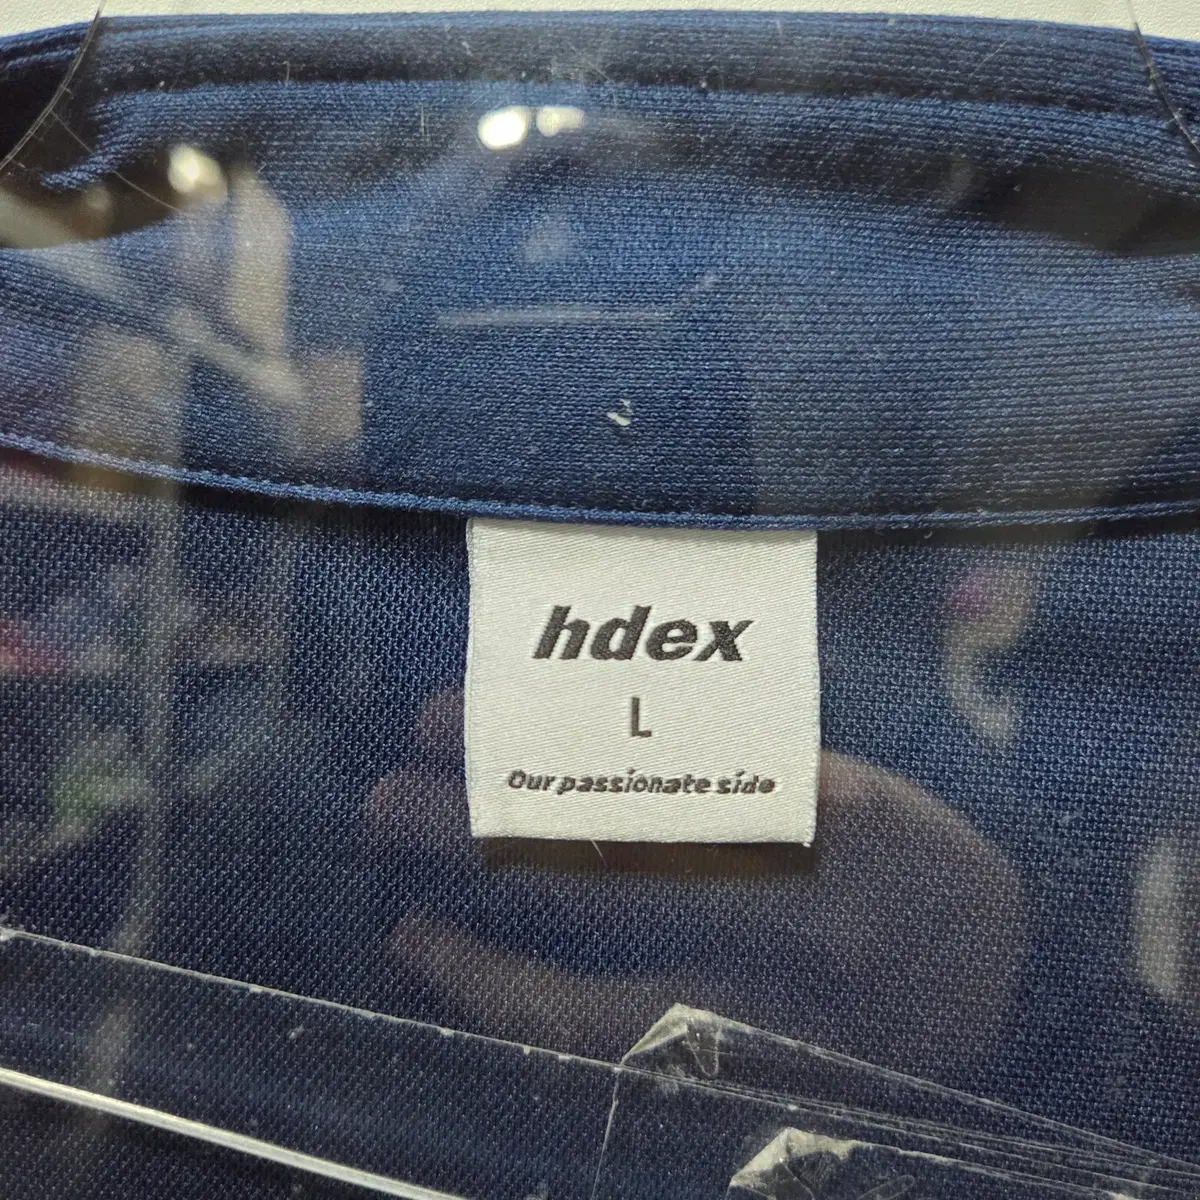 hdex
L
Our passionate side